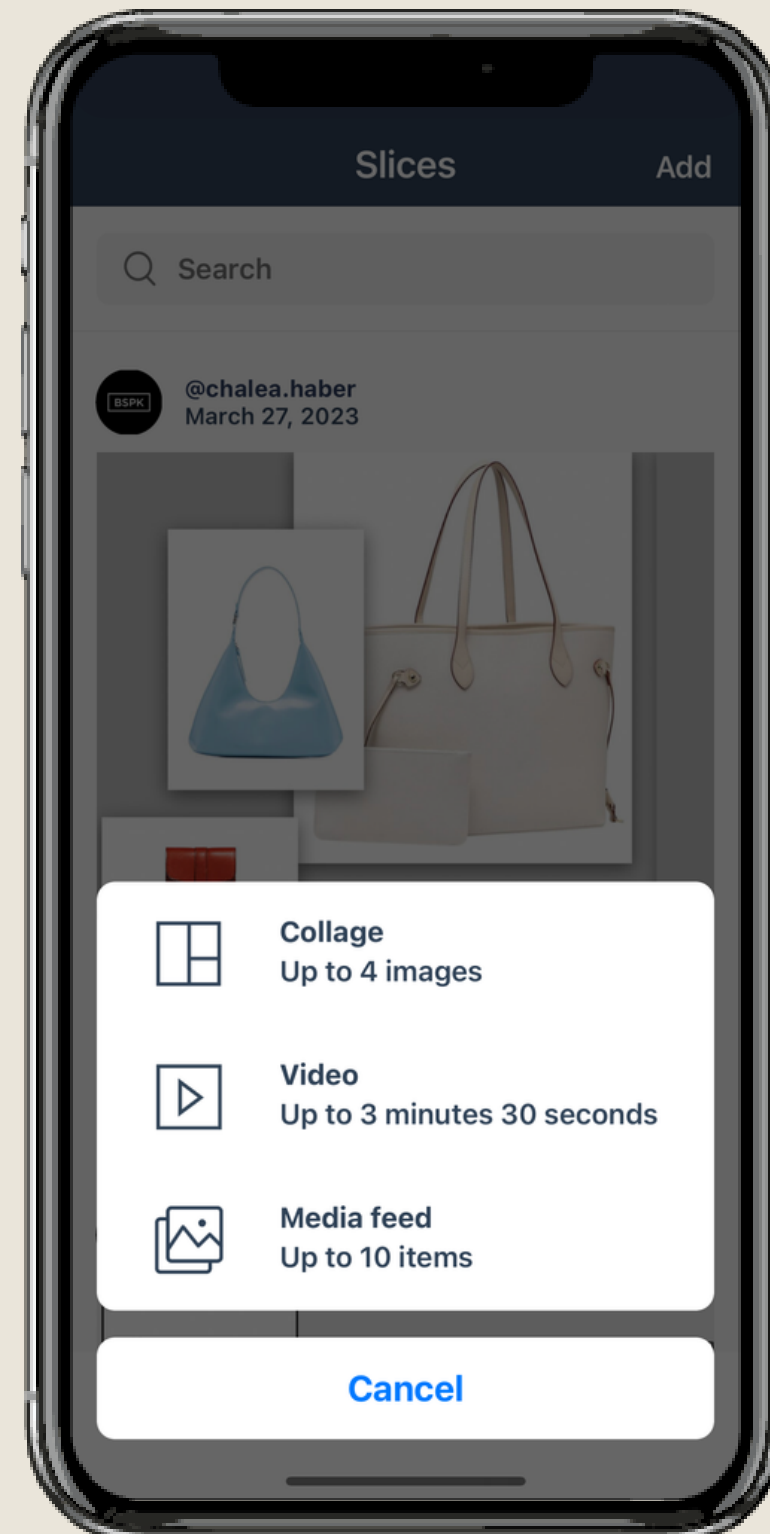 Slices
Add
Search
BSPK
@chalea.haber
March 27, 2023
Collage
Up to 4 images
Video
Up to 3 minutes 30 seconds
Media feed
Up to 10 items
Cancel